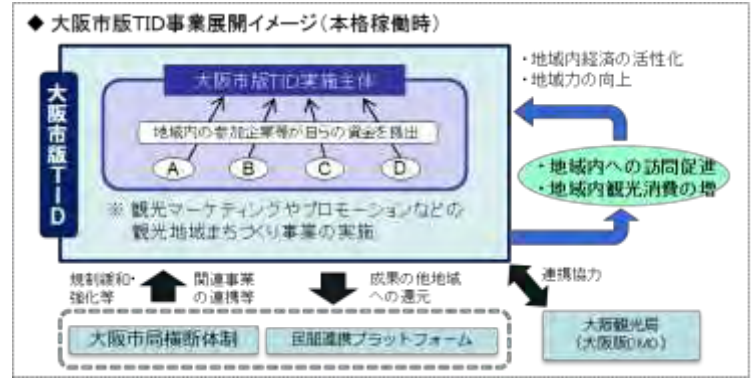 ◆ 大阪市版TID事業展開イメージ(本格稼働時)
大阪市版TID
大阪市版TID実施主体
地域内の参加企業等が自らの資金を拠出
A
B
C
D
※ 観光マーケティングやプロモーションなどの
観光地域まちづくり事業の実施
・地域内経済の活性化
・地域力の向上
・地域内への訪問促進
・地域内観光消費の増
規制緩和・
強化等
関連事業
の連携等
成果の他地域
への還元
連携協力
大阪市局横断体制
民間連携プラットフォーム
大阪観光局
(大阪版DMO)